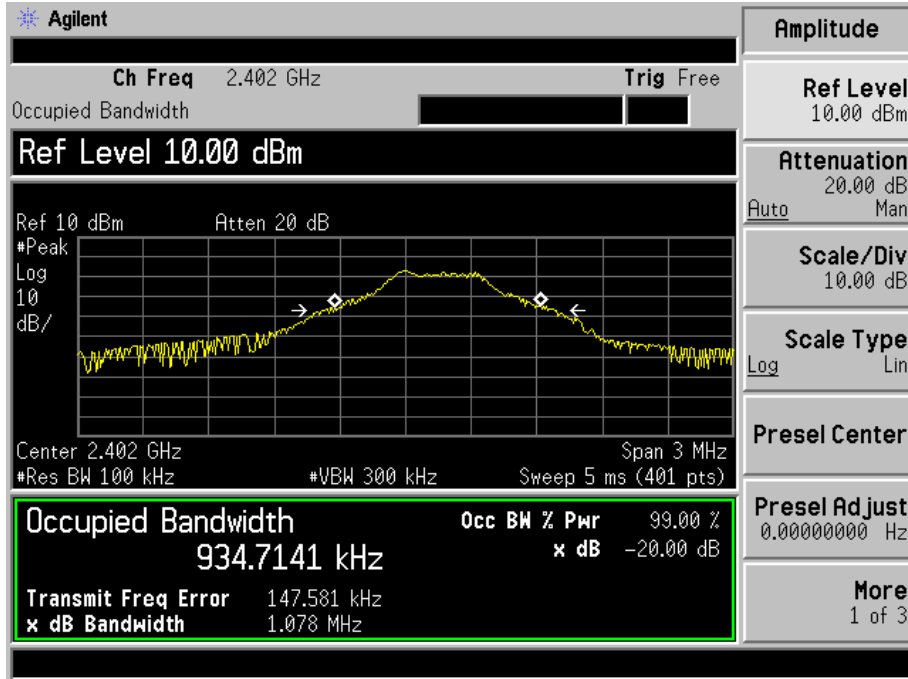 Agilent
Ch Freq 2.402 GHz Trig Free
Occupied Bandwidth
Ref Level 10.00 dBm
Ref 10 dBm Atten 20 dB
#Peak
Log
10
dB/
Center 2.402 GHz Span 3 MHz
#Res BW 100 kHz #VBW 300 kHz Sweep 5 ms (401 pts)
Occupied Bandwidth
934.7141 kHz
Occ BW % Pwr 99.00 %
x dB -20.00 dB
Transmit Freq Error 147.581 kHz
x dB Bandwidth 1.078 MHz
Amplitude
Ref Level
10.00 dBm
Attenuation
20.00 dB
Auto Man
Scale/Div
10.00 dB
Scale Type
Log Lin
Presel Center
Presel Adjust
0.00000000 Hz
More
1 of 3